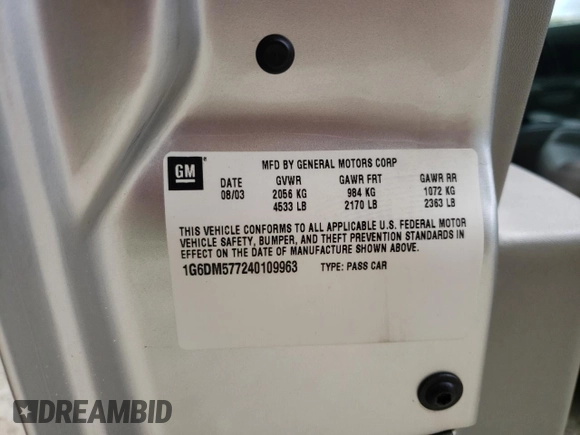 GM
MFD BY GENERAL MOTORS CORP
DATE GVWR GAWR FRT GAWR RR
08/03 2056 KG 984 KG 1072 KG
4533 LB 2170 LB 2363 LB
THIS VEHICLE CONFORMS TO ALL APPLICABLE U.S. FEDERAL MOTOR
VEHICLE SAFETY, BUMPER, AND THEFT PREVENTION STANDARDS IN
EFFECT ON THE DATE OF MANUFACTURE SHOWN ABOVE.
1G6DM577240109963 TYPE: PASS CAR
DREAMBID